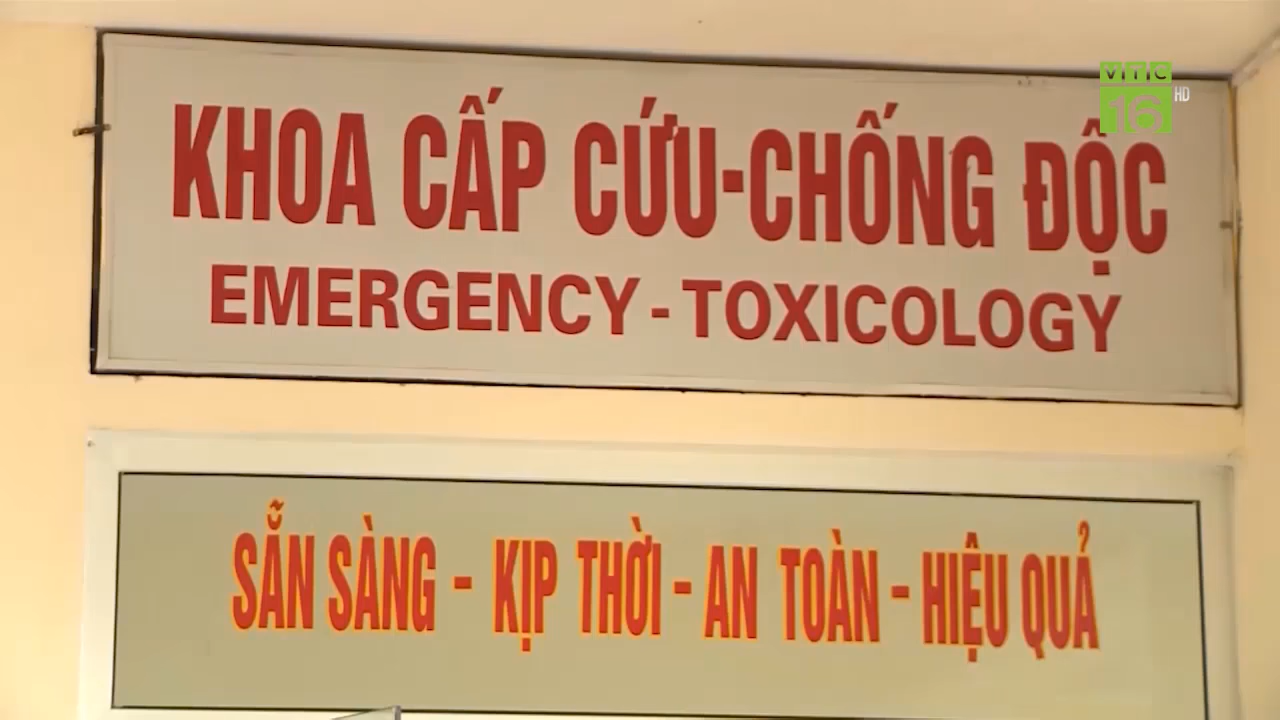 VTC
16 HD
KHOA CẤP CỨU-CHỐNG ĐỘC
EMERGENCY - TOXICOLOGY
SẴN SÀNG - KỊP THỜI - AN TOÀN - HIỆU QUẢ